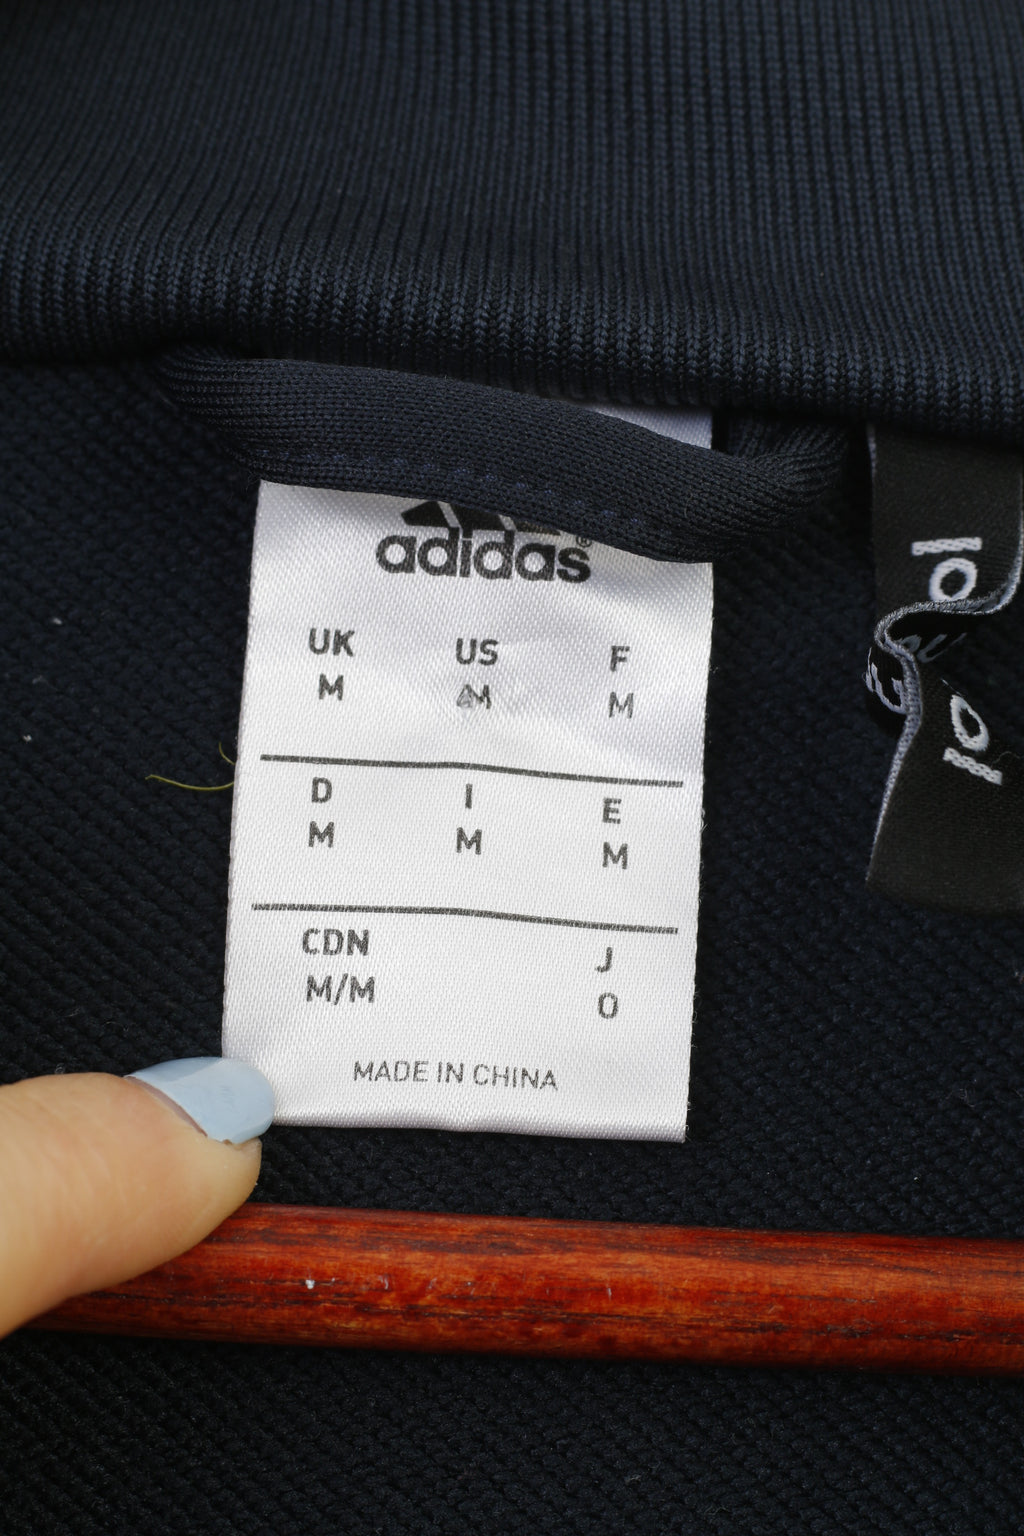 adidas®
UK US F
M M M
D I E
M M M
CDN J
M/M O
MADE IN CHINA